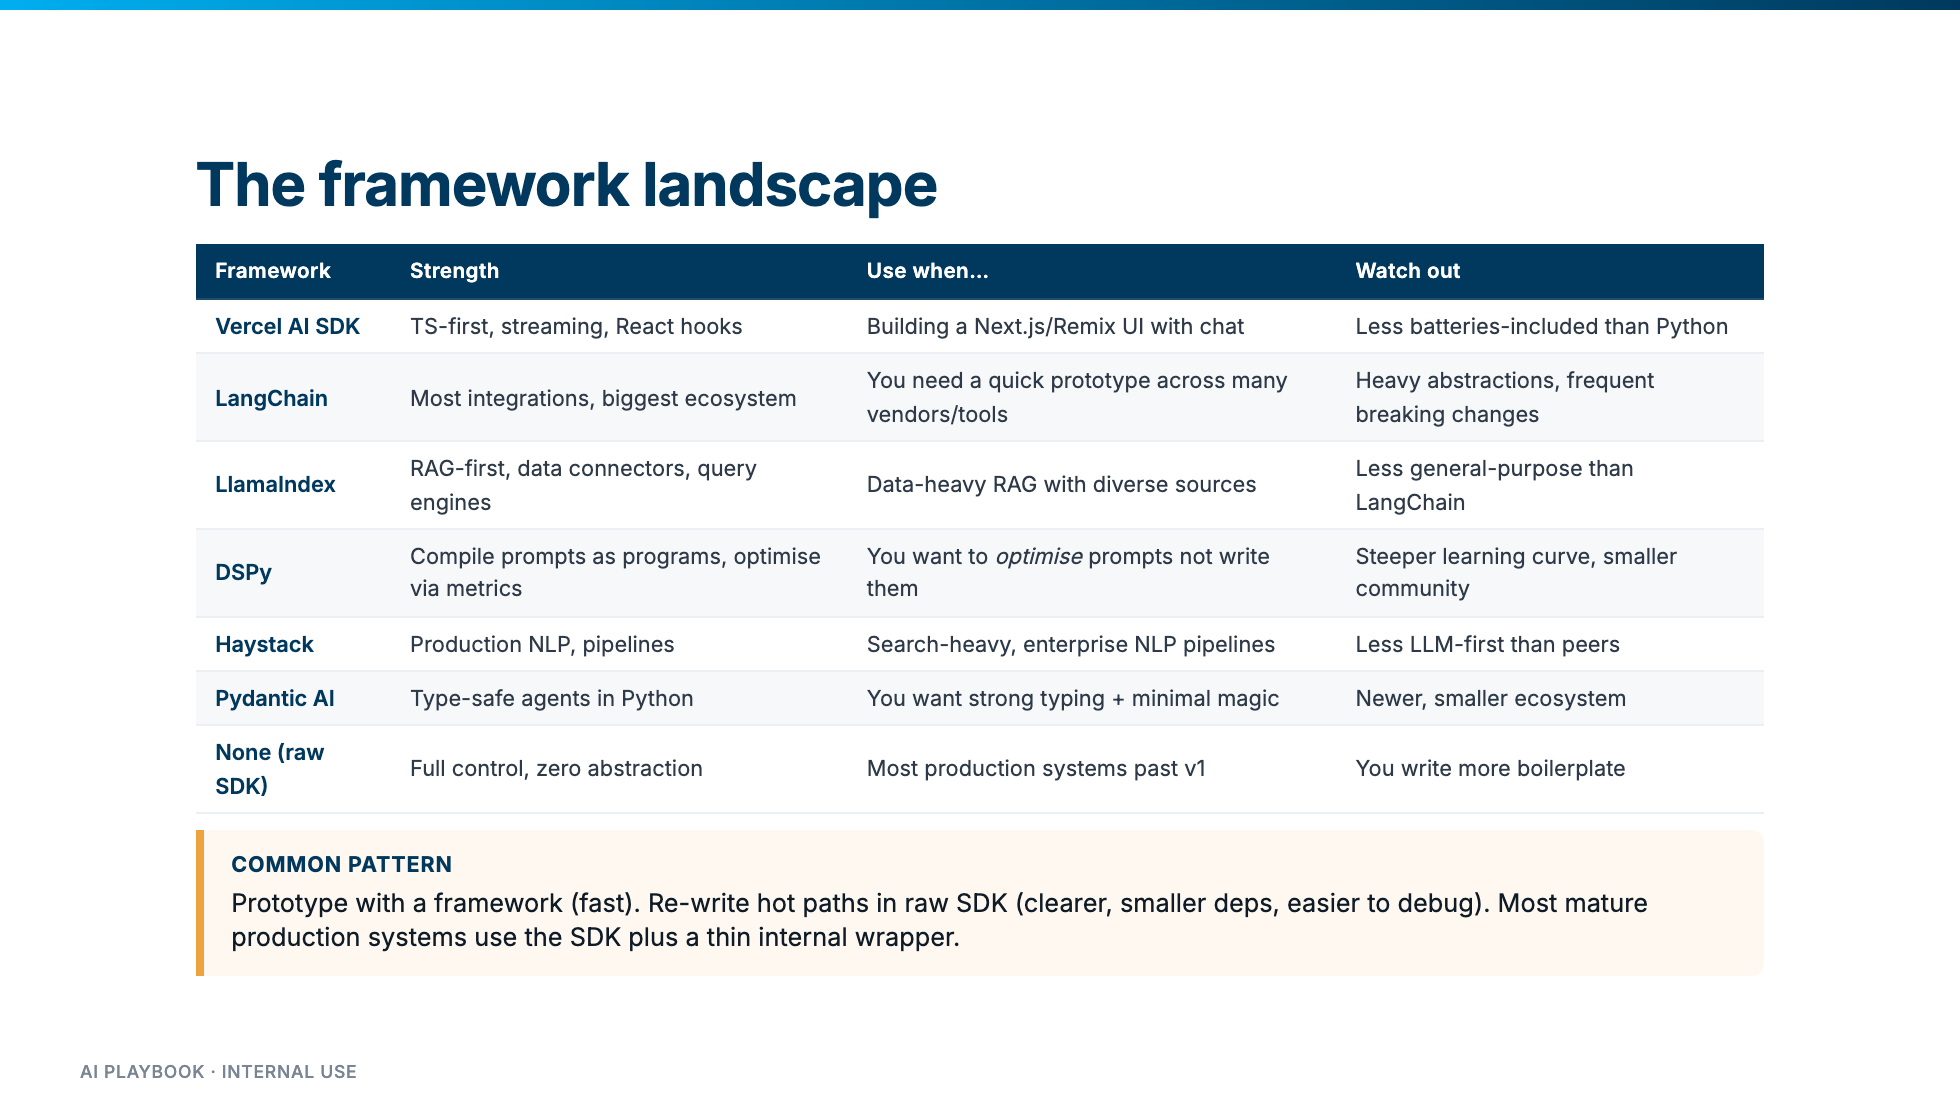 The framework landscape
Framework Strength Use when... Watch out
Vercel AI SDK TS-first, streaming, React hooks Building a Next.js/Remix UI with chat Less batteries-included than Python
LangChain Most integrations, biggest ecosystem You need a quick prototype across many vendors/tools Heavy abstractions, frequent breaking changes
LlamaIndex RAG-first, data connectors, query engines Data-heavy RAG with diverse sources Less general-purpose than LangChain
DSPy Compile prompts as programs, optimise via metrics You want to optimise prompts not write them Steeper learning curve, smaller community
Haystack Production NLP, pipelines Search-heavy, enterprise NLP pipelines Less LLM-first than peers
Pydantic AI Type-safe agents in Python You want strong typing + minimal magic Newer, smaller ecosystem
None (raw SDK) Full control, zero abstraction Most production systems past v1 You write more boilerplate
COMMON PATTERN
Prototype with a framework (fast). Re-write hot paths in raw SDK (clearer, smaller deps, easier to debug). Most mature
production systems use the SDK plus a thin internal wrapper.
AI PLAYBOOK · INTERNAL USE